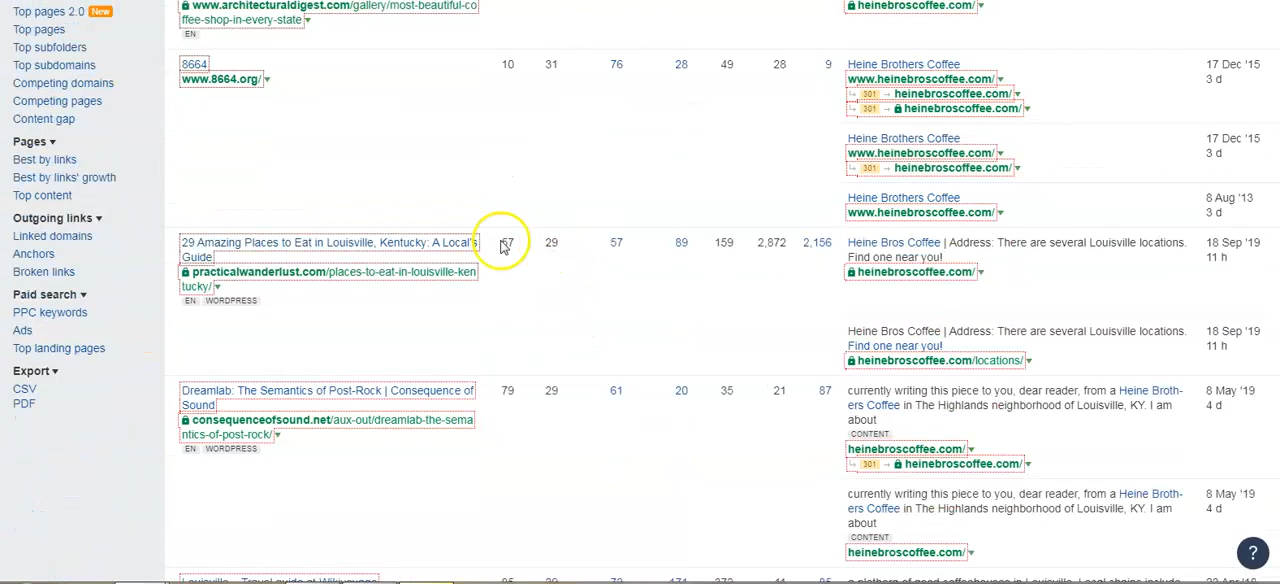 Top pages 2.0 New
Top pages
Top subfolders
Top subdomains
Competing domains
Competing pages
Content gap
Pages
Best by links
Best by links' growth
Top content
Outgoing links
Linked domains
Anchors
Broken links
Paid search
PPC keywords
Ads
Top landing pages
Export
CSV
PDF
www.architecturaldigest.com/gallery/most-beautiful-co
ffee-shop-in-every-state
EN
heinebroscoffee.com/
8664 10 31 76 28 49 28 9 Heine Brothers Coffee 17 Dec '15
www.8664.org/ www.heinebroscoffee.com/ 3 d
301 → heinebroscoffee.com/
301 → heinebroscoffee.com/
Heine Brothers Coffee 17 Dec '15
www.heinebroscoffee.com/ 3 d
301 → heinebroscoffee.com/
Heine Brothers Coffee 8 Aug '13
www.heinebroscoffee.com/ 3 d
29 Amazing Places to Eat in Louisville, Kentucky: A Local's 29 57 89 159 2,872 2,156 Heine Bros Coffee | Address: There are several Louisville locations. 18 Sep '19
Guide Find one near you! 11 h
practicalwanderlust.com/places-to-eat-in-louisville-ken heinebroscoffee.com/
tucky/
EN WORDPRESS
Heine Bros Coffee | Address: There are several Louisville locations. 18 Sep '19
Find one near you! 11 h
heinebroscoffee.com/locations/
Dreamlab: The Semantics of Post-Rock | Consequence of 79 29 61 20 35 21 87 currently writing this piece to you, dear reader, from a Heine Broth- 8 May '19
Sound ers Coffee in The Highlands neighborhood of Louisville, KY. I am 4 d
consequenceofsound.net/aux-out/dreamlab-the-sema about
ntics-of-post-rock/ CONTENT
EN WORDPRESS heinebroscoffee.com/
301 → heinebroscoffee.com/
currently writing this piece to you, dear reader, from a Heine Broth- 8 May '19
ers Coffee in The Highlands neighborhood of Louisville, KY. I am 4 d
about
CONTENT
heinebroscoffee.com/
?